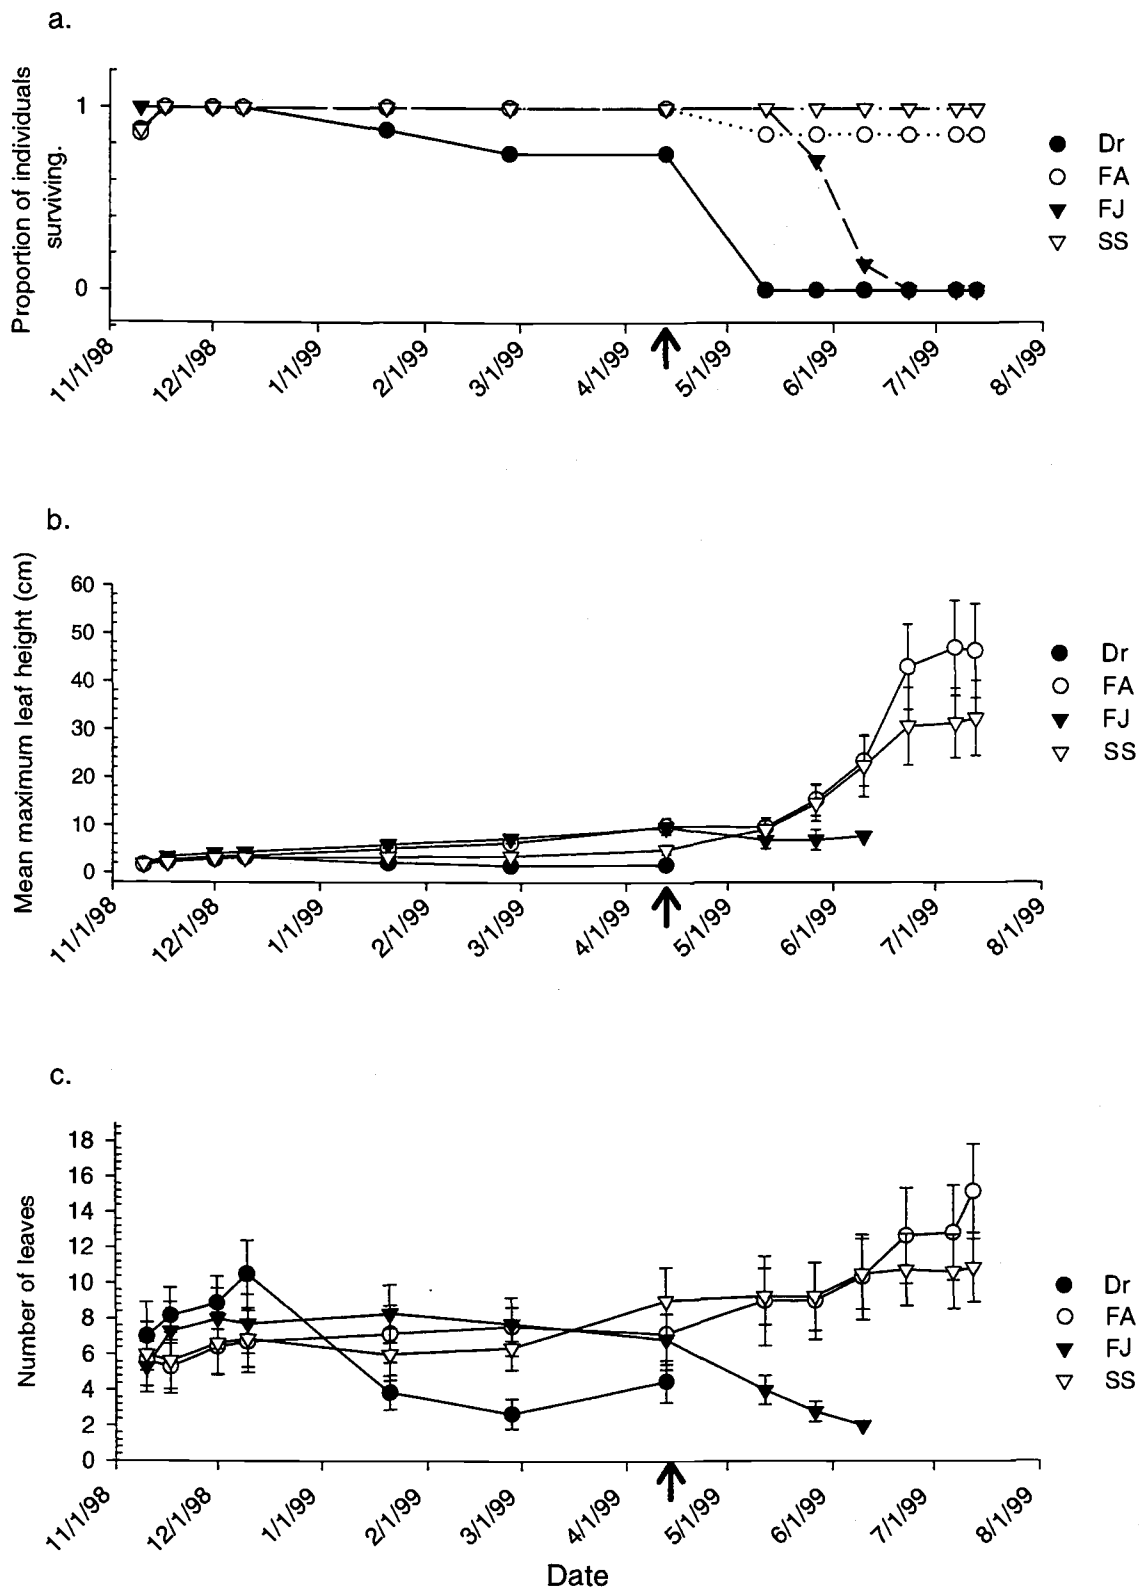 a.
Proportion of individuals
surviving.
1
0
11/1/98
12/1/98
1/1/99
2/1/99
3/1/99
4/1/99
5/1/99
6/1/99
7/1/99
8/1/99
Dr
FA
FJ
SS
b.
Mean maximum leaf height (cm)
60
50
40
30
20
10
0
11/1/98
12/1/98
1/1/99
2/1/99
3/1/99
4/1/99
5/1/99
6/1/99
7/1/99
8/1/99
Dr
FA
FJ
SS
c.
Number of leaves
18
16
14
12
10
8
6
4
2
0
11/1/98
12/1/98
1/1/99
2/1/99
3/1/99
4/1/99
5/1/99
6/1/99
7/1/99
8/1/99
Dr
FA
FJ
SS
Date